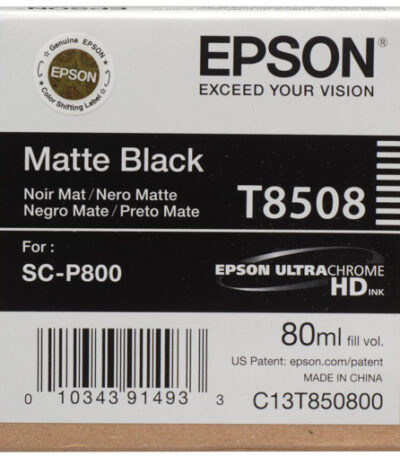 ★ Genuine ★
EPSON
Color Shifting Label
EPSON®
EXCEED YOUR VISION
Matte Black
Noir Mat / Nero Matte
Negro Mate / Preto Mate
T8508
For :
SC-P800
EPSON ULTRACHROME
HD INK
80ml fill vol.
US Patent: epson.com/patent
MADE IN CHINA
C13T850800
0 10343 91493 3